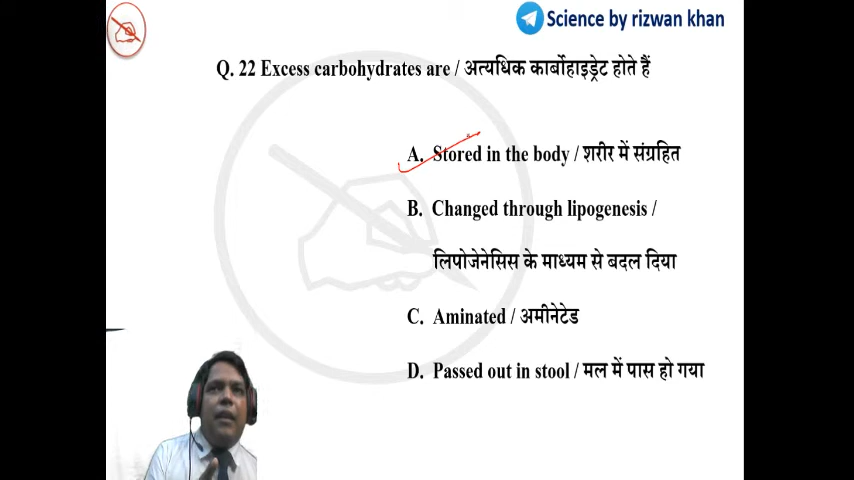 Science by rizwan khan
Q. 22 Excess carbohydrates are / अत्यधिक कार्बोहाइड्रेट होते हैं
A. Stored in the body / शरीर में संग्रहित
B. Changed through lipogenesis /
लिपोजेनेसिस के माध्यम से बदल दिया
C. Aminated / अमीनेटेड
D. Passed out in stool / मल में पास हो गया